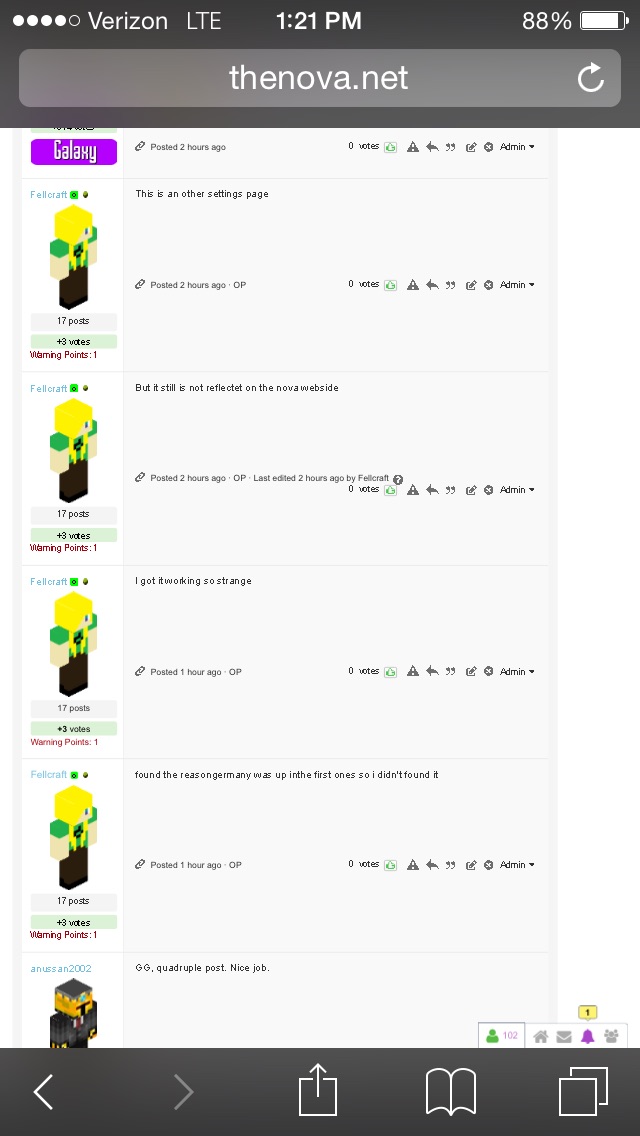 Verizon LTE 1:21 PM 88%
thenova.net
Galaxy
Posted 2 hours ago 0 votes Admin
Fellcraft
This is an other settings page
Posted 2 hours ago · OP 0 votes Admin
17 posts
+3 votes
Warning Points: 1
Fellcraft
But it still is not reflectet on the nova webside
Posted 2 hours ago · OP · Last edited 2 hours ago by Fellcraft
0 votes Admin
17 posts
+3 votes
Warning Points: 1
Fellcraft
I got it working so strange
Posted 1 hour ago · OP 0 votes Admin
17 posts
+3 votes
Warning Points: 1
Fellcraft
found the reasongermany was up inthe first ones so i didn't found it
Posted 1 hour ago · OP 0 votes Admin
17 posts
+3 votes
Warning Points: 1
anussan2002
GG, quadruple post. Nice job.
1
102